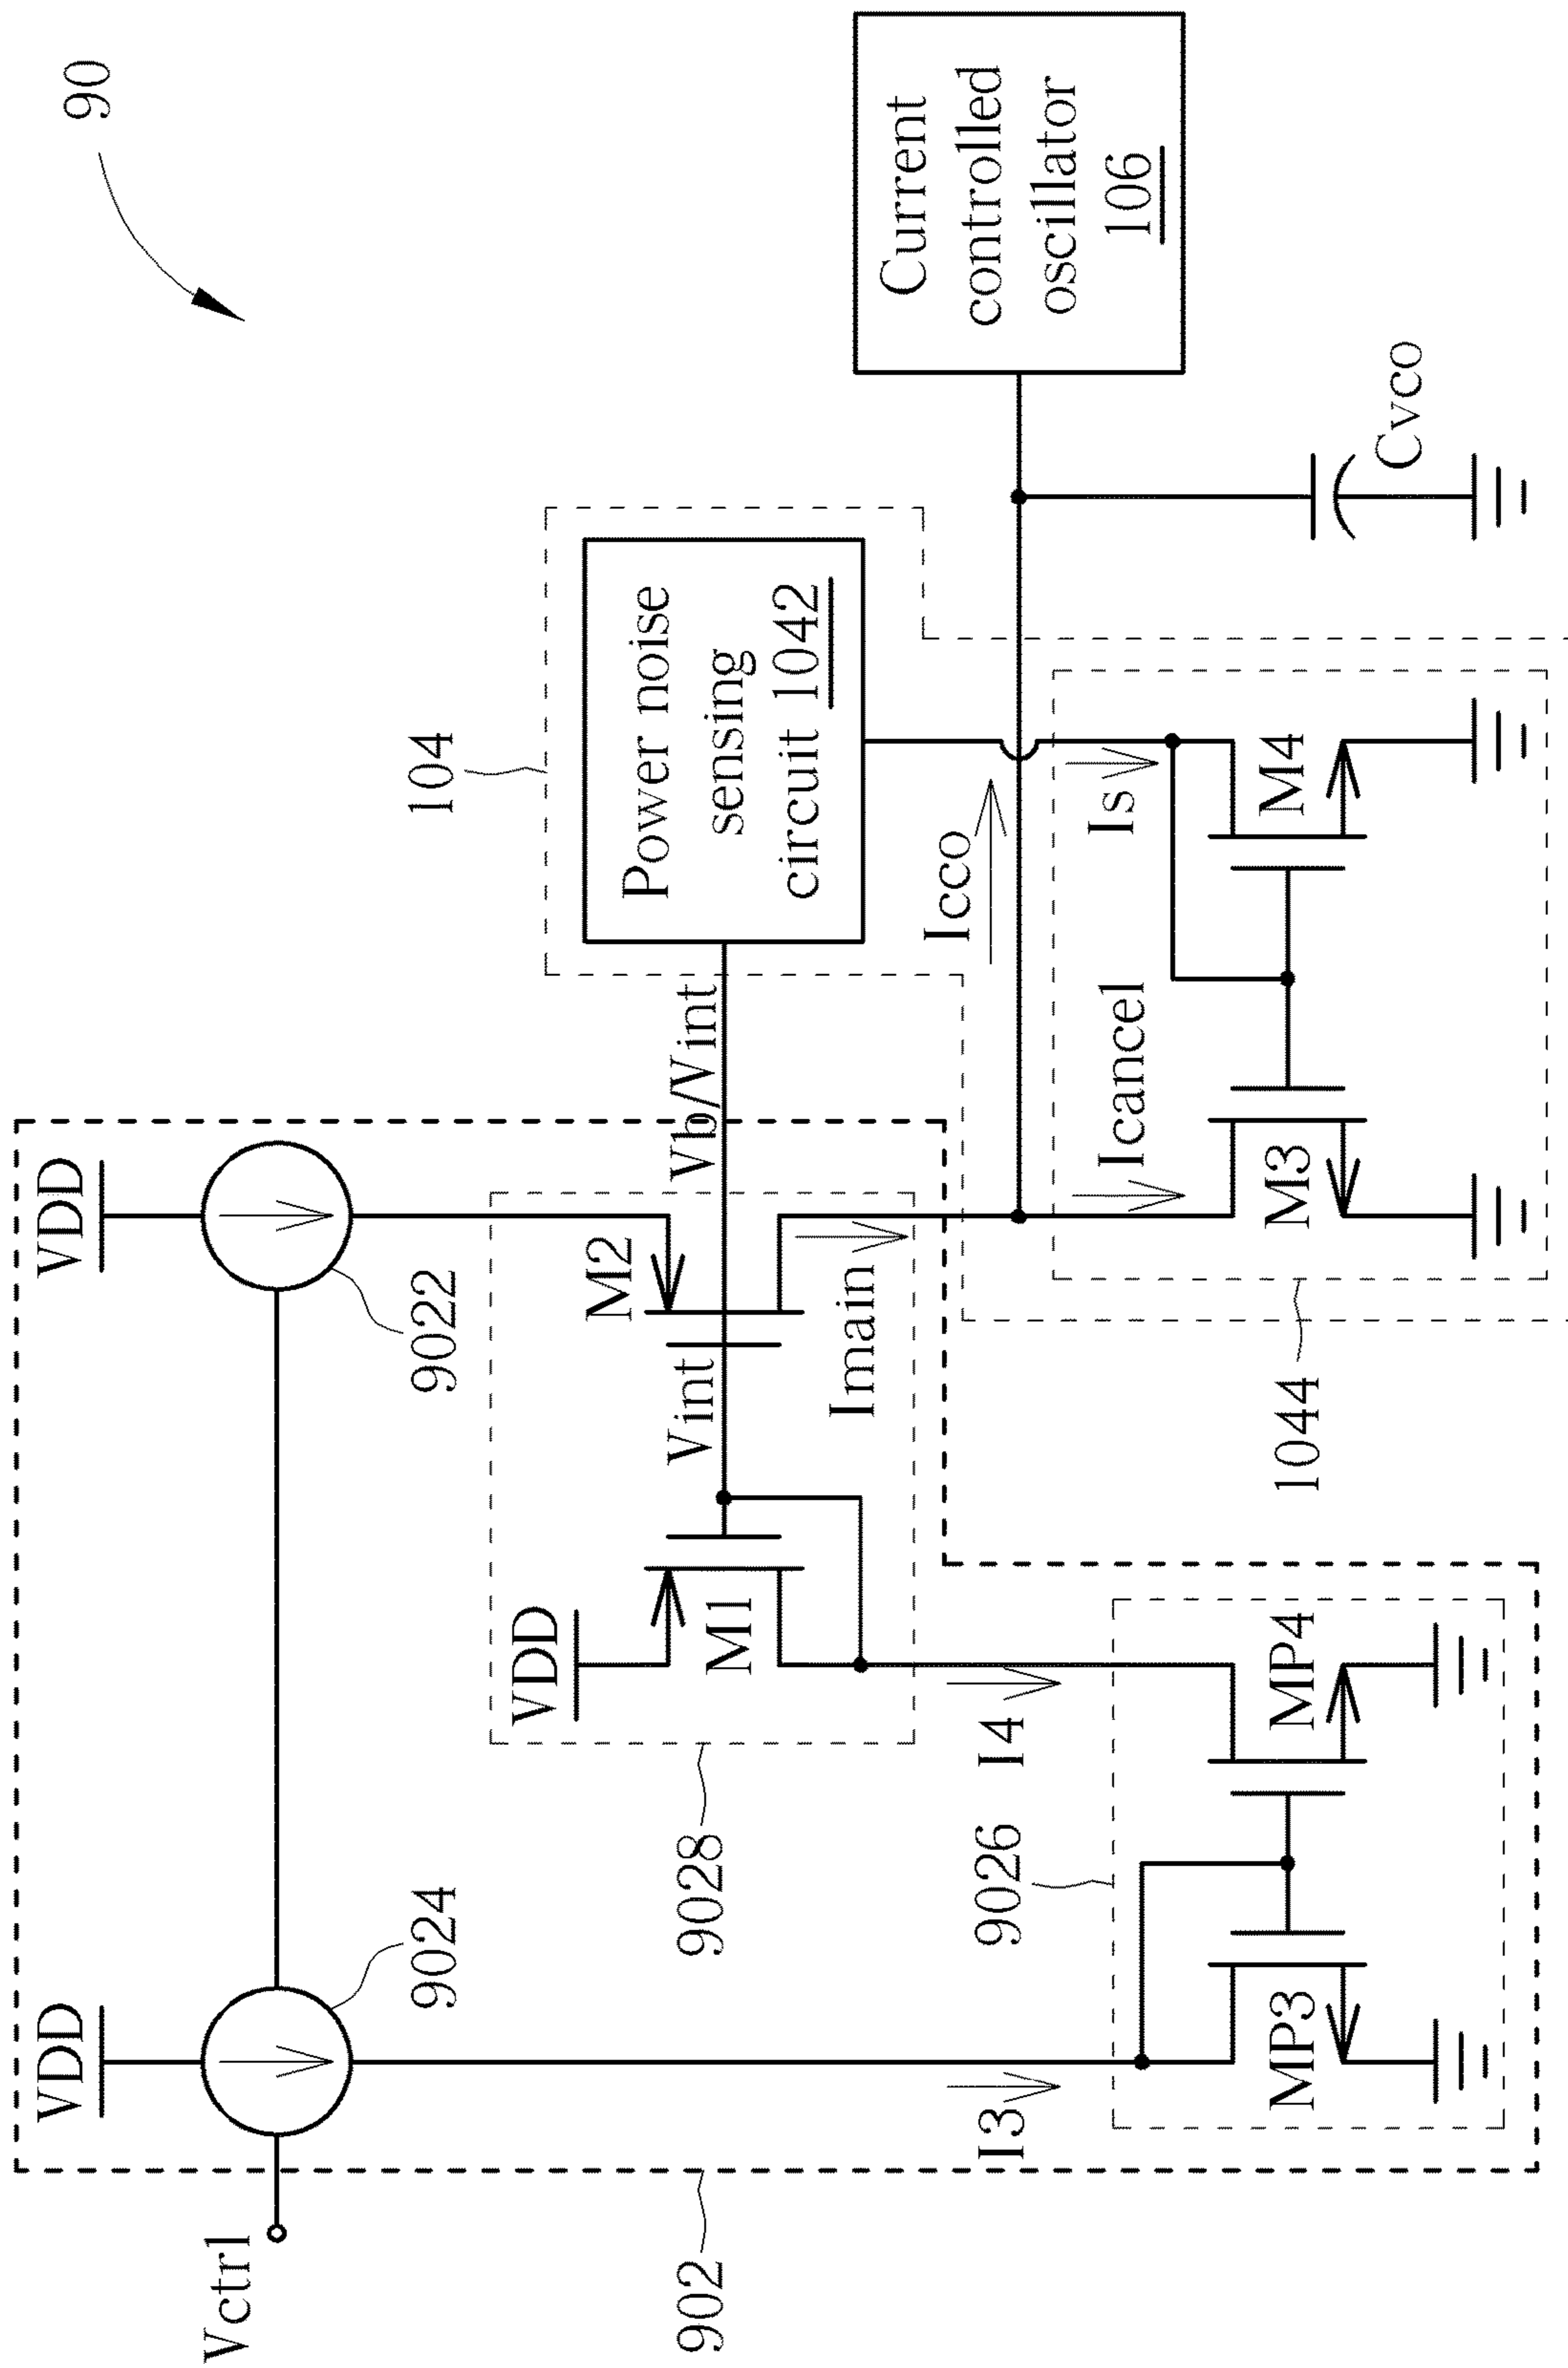 90
VDD
VDD
Vctrl
9024
9022
104
Power noise
sensing
circuit 1042
Current
controlled
oscillator
106
VDD
M1
Vint
M2
Vb/Vint
902
9028
Imain
Icco
I3
I4
9026
Icancel
Is
Cvco
MP3
MP4
1044
M3
M4